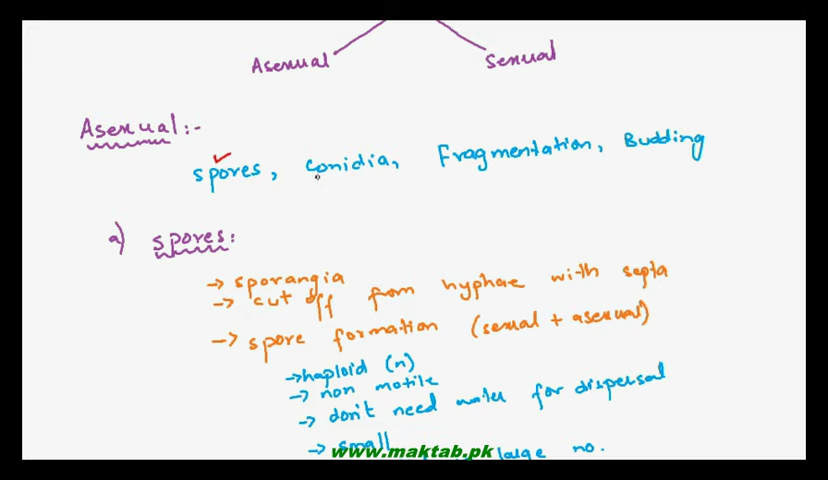 Asexual Sexual
Asexual:-
spores, conidia, Fragmentation, Budding
a) spores:
→ sporangia
→ cut off from hyphae with septa
→ spore formation (sexual + asexual)
→ haploid (n)
→ non motile
→ don't need water for dispersal
→ small large no.
www.maktab.pk